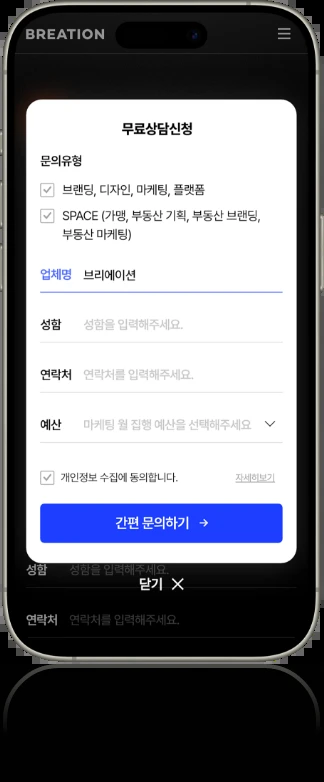 BREATION
무료상담신청
문의유형
브랜딩, 디자인, 마케팅, 플랫폼
SPACE (가맹, 부동산 기획, 부동산 브랜딩,
부동산 마케팅)
업체명 브리에이션
성함 성함을 입력해주세요.
연락처 연락처를 입력해주세요.
예산 마케팅 월 집행 예산을 선택해주세요
개인정보 수집에 동의합니다. 자세히보기
간편 문의하기 →
성함 성함을 입력해주세요.
닫기 ×
연락처 연락처를 입력해주세요.